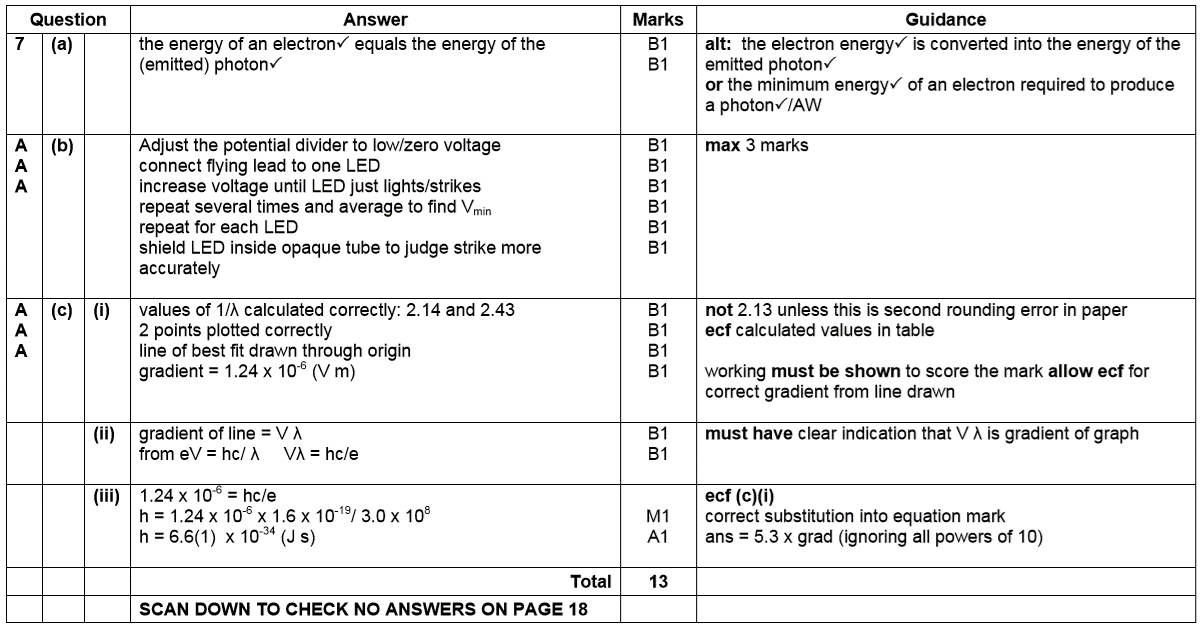 Question Answer Marks Guidance
7 (a) the energy of an electron✓ equals the energy of the B1 alt: the electron energy✓ is converted into the energy of the
(emitted) photon✓ B1 emitted photon✓
or the minimum energy✓ of an electron required to produce
a photon✓/AW
A (b) Adjust the potential divider to low/zero voltage B1 max 3 marks
A connect flying lead to one LED B1
A increase voltage until LED just lights/strikes B1
repeat several times and average to find Vmin B1
repeat for each LED B1
shield LED inside opaque tube to judge strike more B1
accurately
A (c) (i) values of 1/λ calculated correctly: 2.14 and 2.43 B1 not 2.13 unless this is second rounding error in paper
A 2 points plotted correctly B1 ecf calculated values in table
A line of best fit drawn through origin B1
gradient = 1.24 x 10⁻⁶ (V m) B1 working must be shown to score the mark allow ecf for
correct gradient from line drawn
(ii) gradient of line = V λ B1 must have clear indication that V λ is gradient of graph
from eV = hc/ λ Vλ = hc/e B1
(iii) 1.24 x 10⁻⁶ = hc/e ecf (c)(i)
h = 1.24 x 10⁻⁶ x 1.6 x 10⁻¹⁹/ 3.0 x 10⁸ M1 correct substitution into equation mark
h = 6.6(1) x 10⁻³⁴ (J s) A1 ans = 5.3 x grad (ignoring all powers of 10)
Total 13
SCAN DOWN TO CHECK NO ANSWERS ON PAGE 18